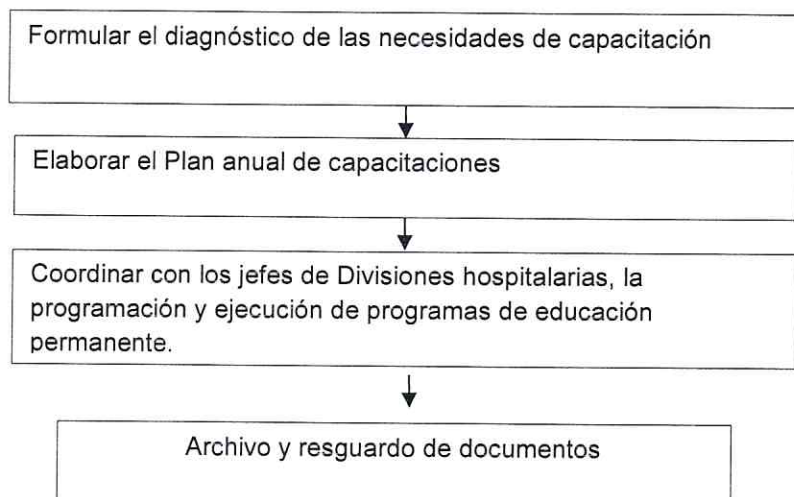 Formular el diagnóstico de las necesidades de capacitación
Elaborar el Plan anual de capacitaciones
Coordinar con los jefes de Divisiones hospitalarias, la
programación y ejecución de programas de educación
permanente.
Archivo y resguardo de documentos